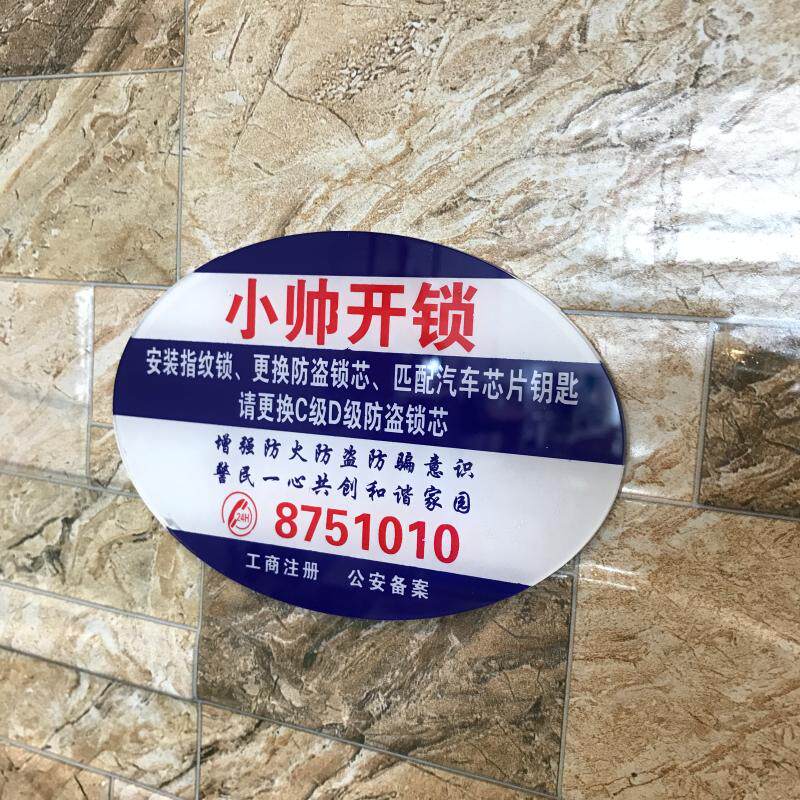 小帅开锁
安装指纹锁、更换防盗锁芯、匹配汽车芯片钥匙
请更换C级D级防盗锁芯
增强防火防盗防骗意识
警民一心共创和谐家园
24H 8751010
工商注册 公安备案